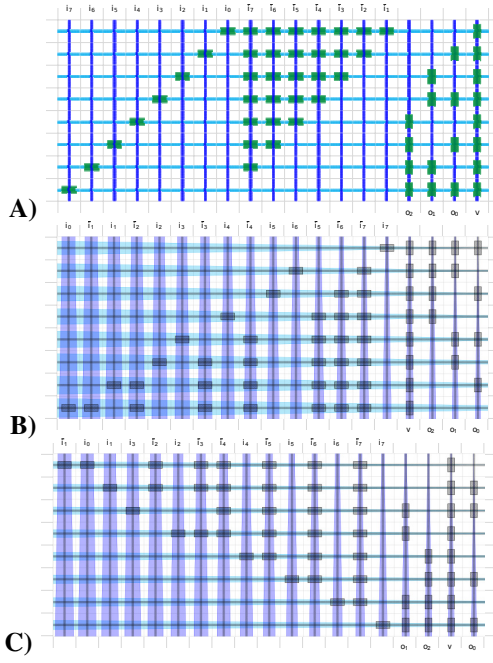 i₇ i₆ i₅ i₄ i₃ i₂ i₁ i₀ ī₇ ī₆ ī₅ ī₄ ī₃ ī₂ ī₁
A)
o₂ o₁ o₀ v
i₀ ī₁ i₁ ī₂ i₂ i₃ ī₃ i₄ ī₄ i₅ i₆ ī₅ ī₆ ī₇ i₇
B)
v o₂ o₁ o₀
ī₁ i₀ i₁ i₃ ī₂ i₂ ī₃ ī₄ i₄ ī₅ i₅ ī₆ i₆ ī₇ i₇
C)
o₁ o₂ v o₀